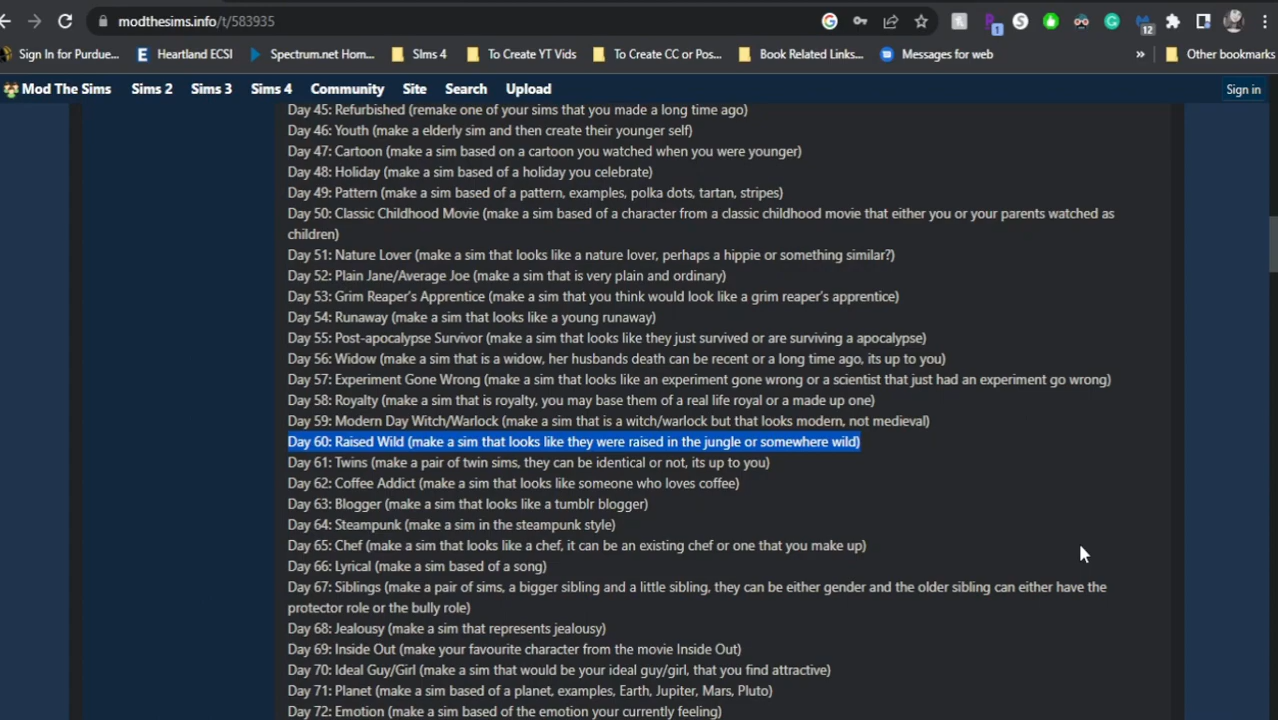 modthesims.info/t/583935
1
12
Sign In for Purdue...
Heartland ECSI
Spectrum.net Hom...
SIms 4
To Create YT Vids
To Create CC or Pos...
Book Related Links...
Messages for web
»
Other bookmarks
Mod The Sims
Sims 2
Sims 3
Sims 4
Community
Site
Search
Upload
Sign in
Day 45: Refurbished (remake one of your sims that you made a long time ago)
Day 46: Youth (make a elderly sim and then create their younger self)
Day 47: Cartoon (make a sim based on a cartoon you watched when you were younger)
Day 48: Holiday (make a sim based of a holiday you celebrate)
Day 49: Pattern (make a sim based of a pattern, examples, polka dots, tartan, stripes)
Day 50: Classic Childhood Movie (make a sim based of a character from a classic childhood movie that either you or your parents watched as
children)
Day 51: Nature Lover (make a sim that looks like a nature lover, perhaps a hippie or something similar?)
Day 52: Plain Jane/Average Joe (make a sim that is very plain and ordinary)
Day 53: Grim Reaper's Apprentice (make a sim that you think would look like a grim reaper's apprentice)
Day 54: Runaway (make a sim that looks like a young runaway)
Day 55: Post-apocalypse Survivor (make a sim that looks like they just survived or are surviving a apocalypse)
Day 56: Widow (make a sim that is a widow, her husbands death can be recent or a long time ago, its up to you)
Day 57: Experiment Gone Wrong (make a sim that looks like an experiment gone wrong or a scientist that just had an experiment go wrong)
Day 58: Royalty (make a sim that is royalty, you may base them of a real life royal or a made up one)
Day 59: Modern Day Witch/Warlock (make a sim that is a witch/warlock but that looks modern, not medieval)
Day 60: Raised Wild (make a sim that looks like they were raised in the jungle or somewhere wild)
Day 61: Twins (make a pair of twin sims, they can be identical or not, its up to you)
Day 62: Coffee Addict (make a sim that looks like someone who loves coffee)
Day 63: Blogger (make a sim that looks like a tumblr blogger)
Day 64: Steampunk (make a sim in the steampunk style)
Day 65: Chef (make a sim that looks like a chef, it can be an existing chef or one that you make up)
Day 66: Lyrical (make a sim based of a song)
Day 67: Siblings (make a pair of sims, a bigger sibling and a little sibling, they can be either gender and the older sibling can either have the
protector role or the bully role)
Day 68: Jealousy (make a sim that represents jealousy)
Day 69: Inside Out (make your favourite character from the movie Inside Out)
Day 70: Ideal Guy/Girl (make a sim that would be your ideal guy/girl, that you find attractive)
Day 71: Planet (make a sim based of a planet, examples, Earth, Jupiter, Mars, Pluto)
Day 72: Emotion (make a sim based of the emotion your currently feeling)